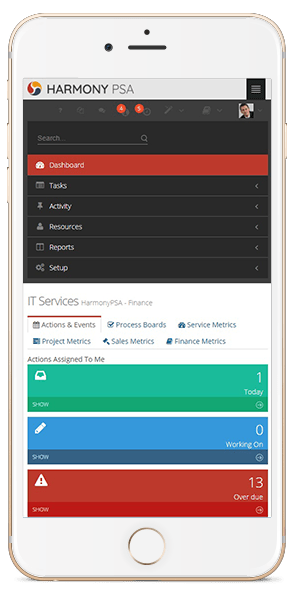 HARMONY PSA
4 5
Search...
Dashboard
Tasks
Activity
Resources
Reports
Setup
IT Services HarmonyPSA - Finance
Actions & Events Process Boards Service Metrics
Project Metrics Sales Metrics Finance Metrics
Actions Assigned To Me
1
Today
SHOW
0
Working On
SHOW
13
Over due
SHOW